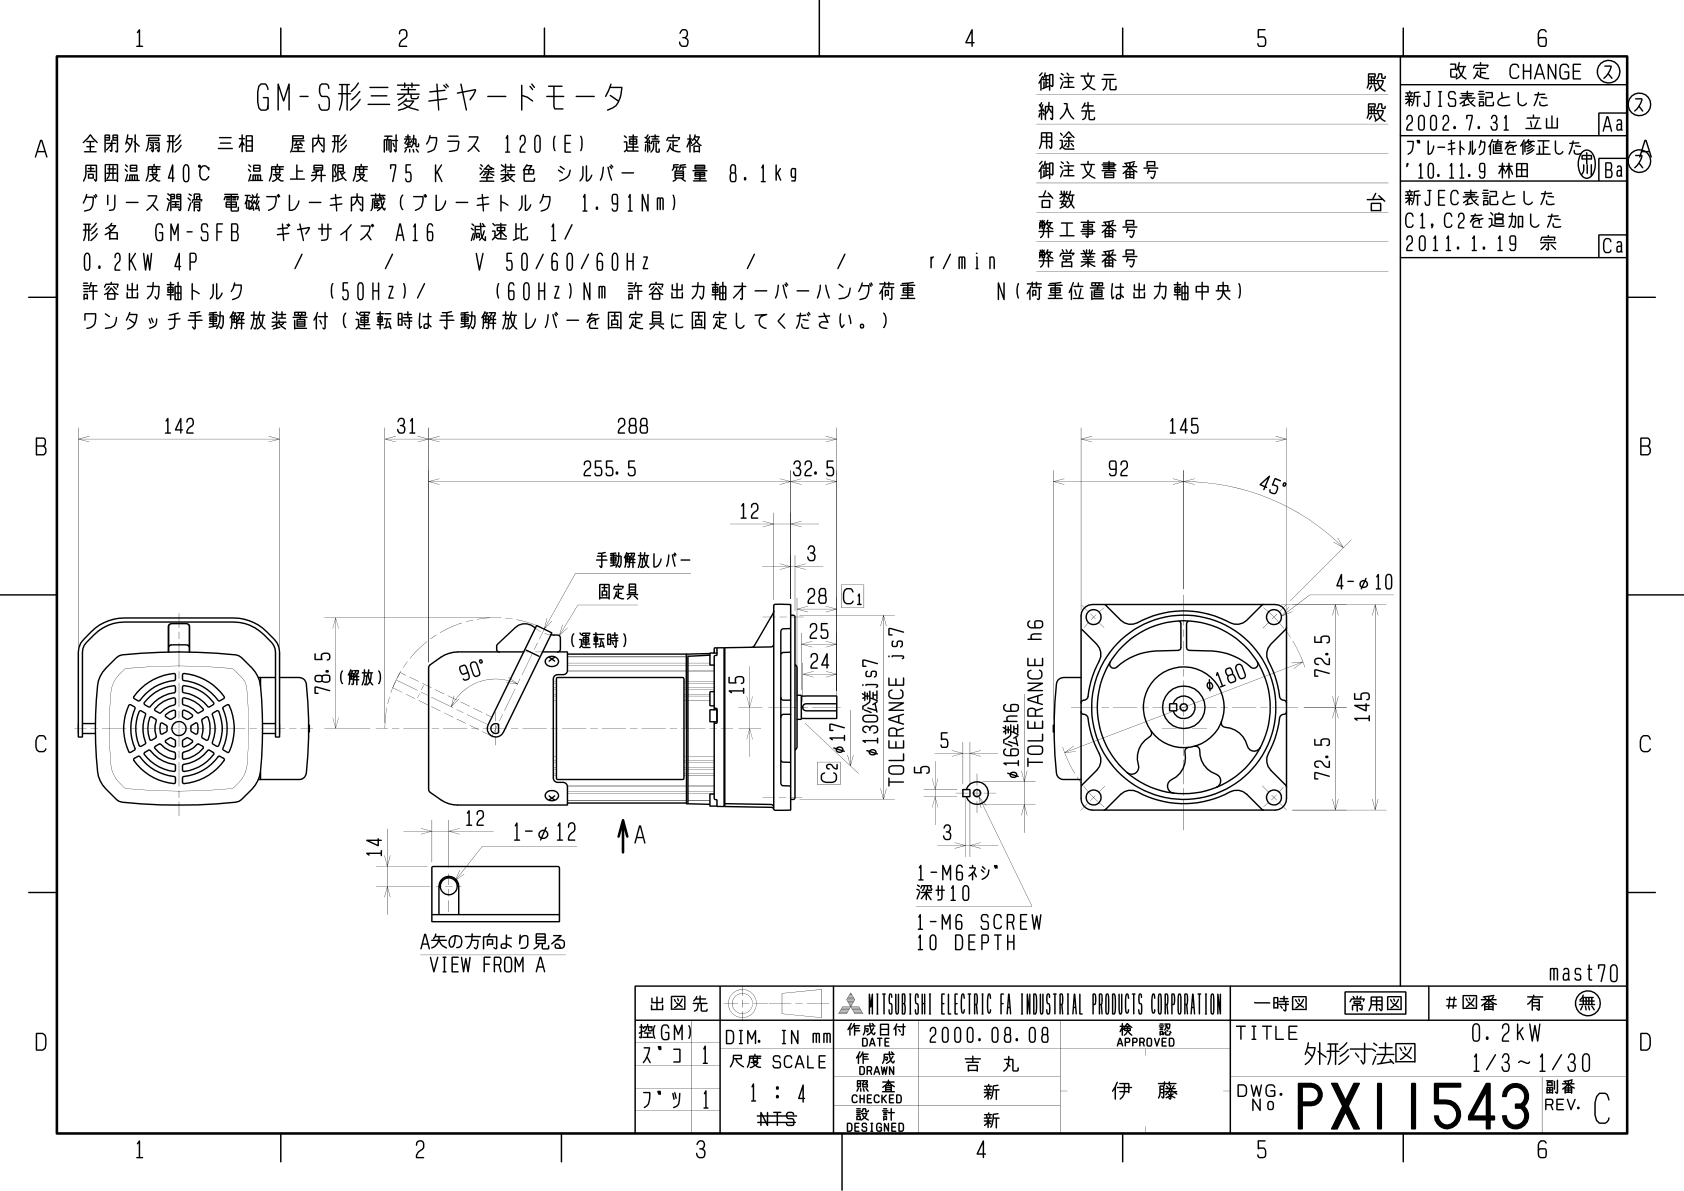 1 2 3 4 5 6
GM-S形三菱ギヤードモータ
全閉外扇形 三相 屋内形 耐熱クラス 120(E) 連続定格
周囲温度40℃ 温度上昇限度 75 K 塗装色 シルバー 質量 8.1kg
グリース潤滑 電磁ブレーキ内蔵(ブレーキトルク 1.91Nm)
形名 GM-SFB ギヤサイズ A16 減速比 1/
0.2KW 4P / / V 50/60/60Hz / / r/min
許容出力軸トルク (50Hz)/ (60Hz)Nm 許容出力軸オーバーハング荷重 N(荷重位置は出力軸中央)
ワンタッチ手動解放装置付(運転時は手動解放レバーを固定具に固定してください。)
御注文元 殿
納入先 殿
用途
御注文書番号
台数 台
弊工事番号
弊営業番号
改定 CHANGE ス
新JIS表記とした
2002.7.31 立山 Aa
ス
ブレーキトルク値を修正した
'10.11.9 林田 Ba
ス
新JEC表記とした
C1,C2を追加した
2011.1.19 宗 Ca
A A
B B
C C
D D
142 31 288
255.5 32.5
12
3
28 C1
25
24
手動解放レバー
固定具
(運転時)
90°
78.5
(解放)
15
φ17
C2
φ130公差js7
TOLERANCE js7
145
92
45°
4-φ10
φ180
72.5
72.5
145
φ16公差h6
TOLERANCE h6
5
5
3
1-M6ネジ
深サ10
1-M6 SCREW
10 DEPTH
A
12
14
1-φ12
A矢の方向より見る
VIEW FROM A
mast70
出図先
控(GM)
ズコ 1
ブツ 1
DIM. IN mm
尺度 SCALE
1 : 4
NTS
MITSUBISHI ELECTRIC FA INDUSTRIAL PRODUCTS CORPORATION
作成日付
DATE
2000.08.08
検 認
APPROVED
作 成
DRAWN
吉 丸
照 査
CHECKED
新
伊 藤
設 計
DESIGNED
新
一時図 常用図 #図番 有 無
TITLE
外形寸法図
0.2kW
1/3~1/30
DWG.
No
PX11543
副番
REV.
C
1 2 3 4 5 6